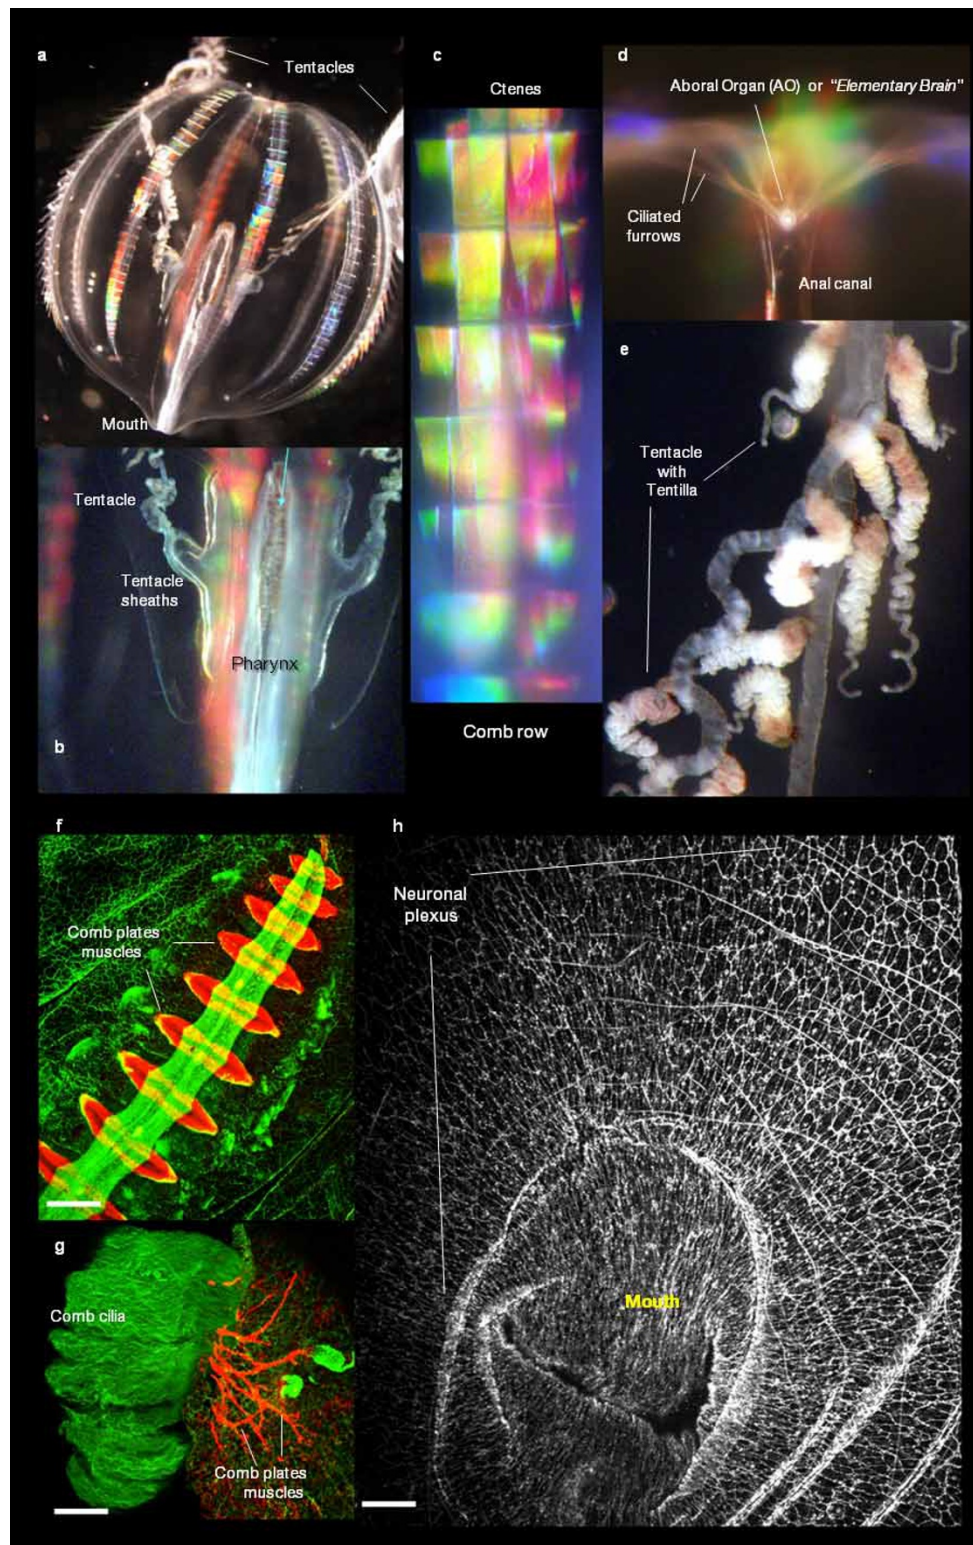 a
Tentacles
Mouth
Tentacle
Tentacle
sheaths
Pharynx
b
c
Ctenes
Comb row
d
Aboral Organ (AO) or "Elementary Brain"
Ciliated
furrows
Anal canal
e
Tentacle
with
Tentilla
f
Comb plates
muscles
g
Comb cilia
Comb plates
muscles
h
Neuronal
plexus
Mouth